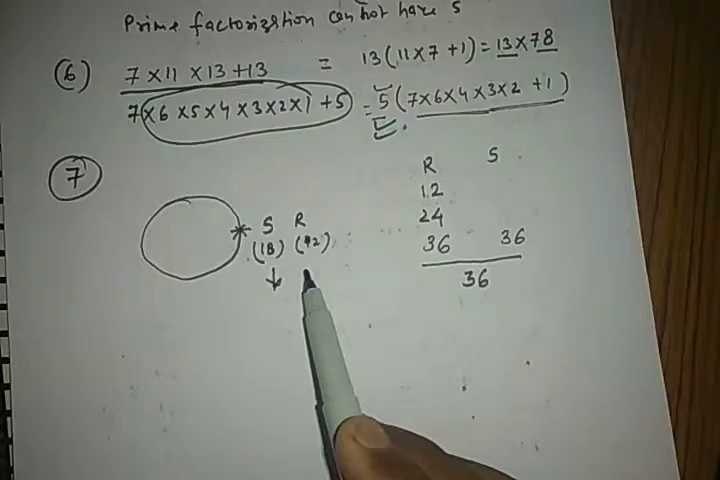 Prime factorization can not have 5
(6) 7 × 11 × 13 + 13 = 13 (11 × 7 + 1) = 13 × 78
7 × 6 × 5 × 4 × 3 × 2 × 1 + 5 = 5 (7 × 6 × 4 × 3 × 2 + 1)
7
S R
(18) (12)
R S
12
24
36 36
36